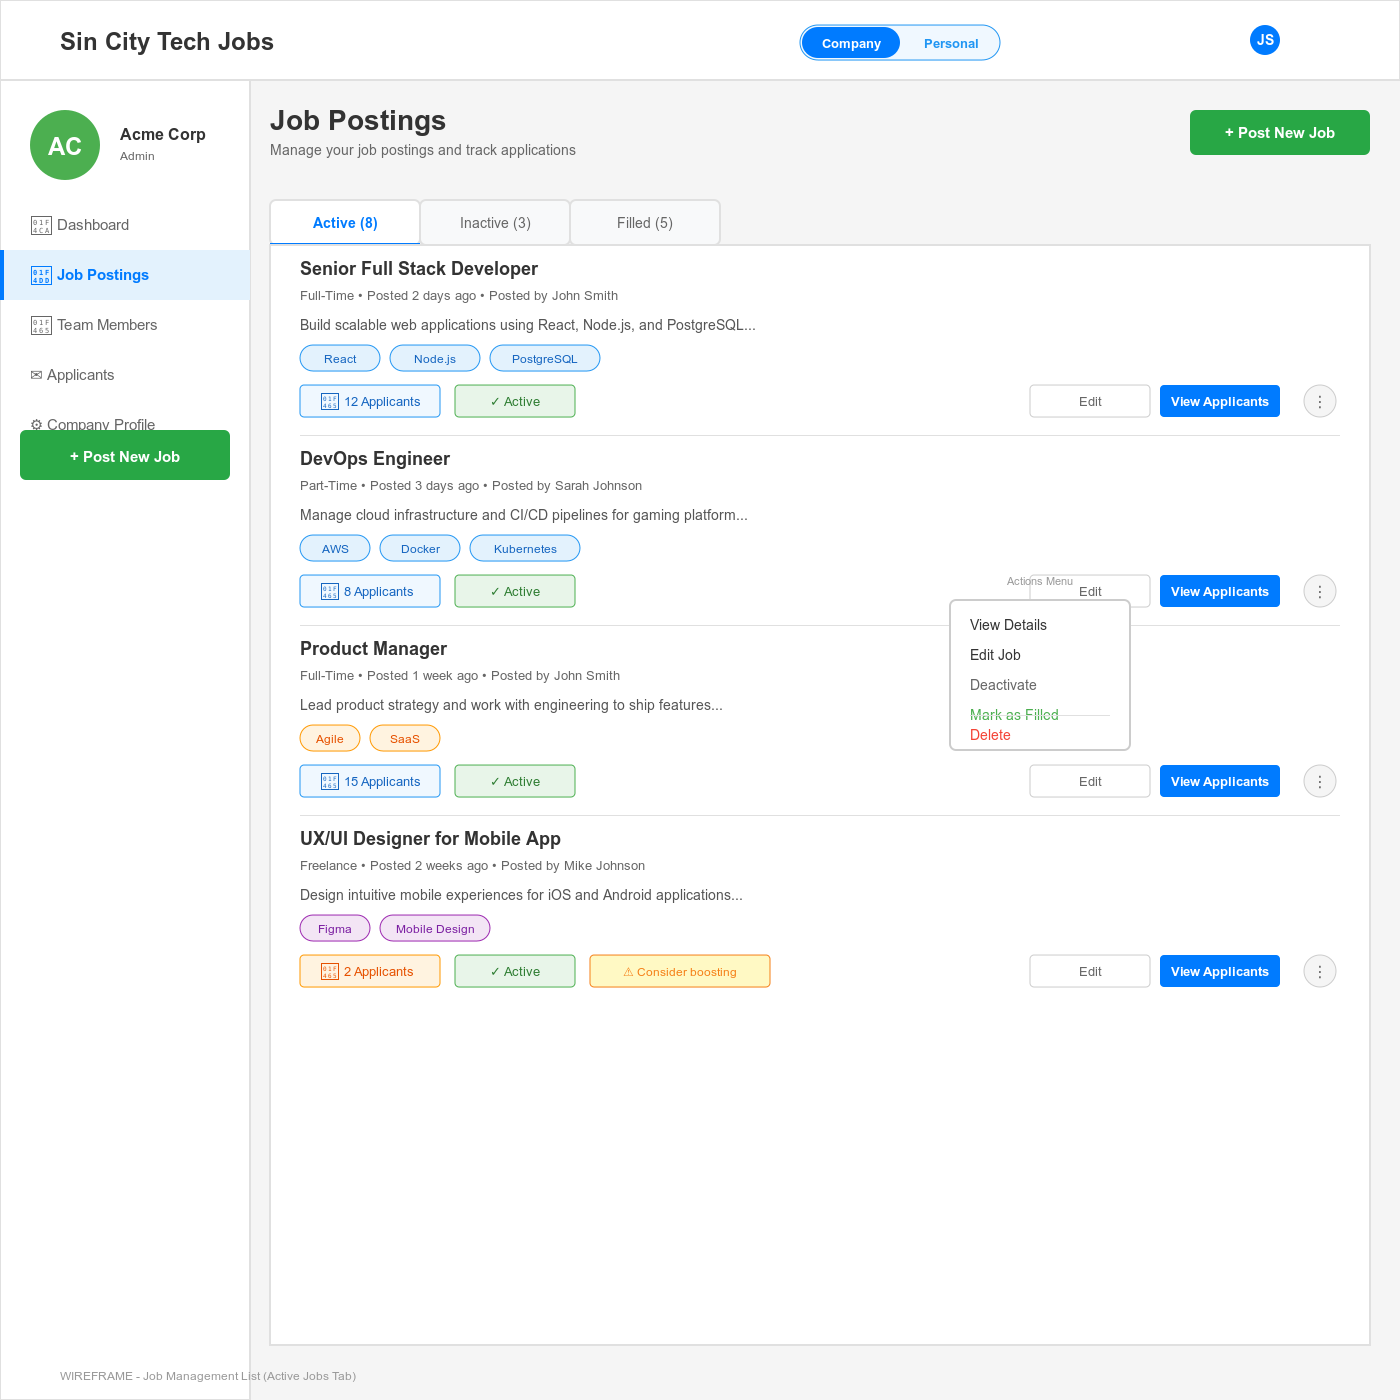 Sin City Tech Jobs
Company
Personal
JS
AC
Acme Corp
Admin
Dashboard
Job Postings
Team Members
✉ Applicants
⚙ Company Profile
+ Post New Job
Job Postings
Manage your job postings and track applications
+ Post New Job
Active (8)
Inactive (3)
Filled (5)
Senior Full Stack Developer
Full-Time • Posted 2 days ago • Posted by John Smith
Build scalable web applications using React, Node.js, and PostgreSQL...
React
Node.js
PostgreSQL
12 Applicants
✓ Active
Edit
View Applicants
⋮
DevOps Engineer
Part-Time • Posted 3 days ago • Posted by Sarah Johnson
Manage cloud infrastructure and CI/CD pipelines for gaming platform...
AWS
Docker
Kubernetes
8 Applicants
✓ Active
Actions Menu
Edit
View Applicants
⋮
View Details
Edit Job
Deactivate
Mark as Filled
Delete
Product Manager
Full-Time • Posted 1 week ago • Posted by John Smith
Lead product strategy and work with engineering to ship features...
Agile
SaaS
15 Applicants
✓ Active
Edit
View Applicants
⋮
UX/UI Designer for Mobile App
Freelance • Posted 2 weeks ago • Posted by Mike Johnson
Design intuitive mobile experiences for iOS and Android applications...
Figma
Mobile Design
2 Applicants
✓ Active
⚠ Consider boosting
Edit
View Applicants
⋮
WIREFRAME - Job Management List (Active Jobs Tab)